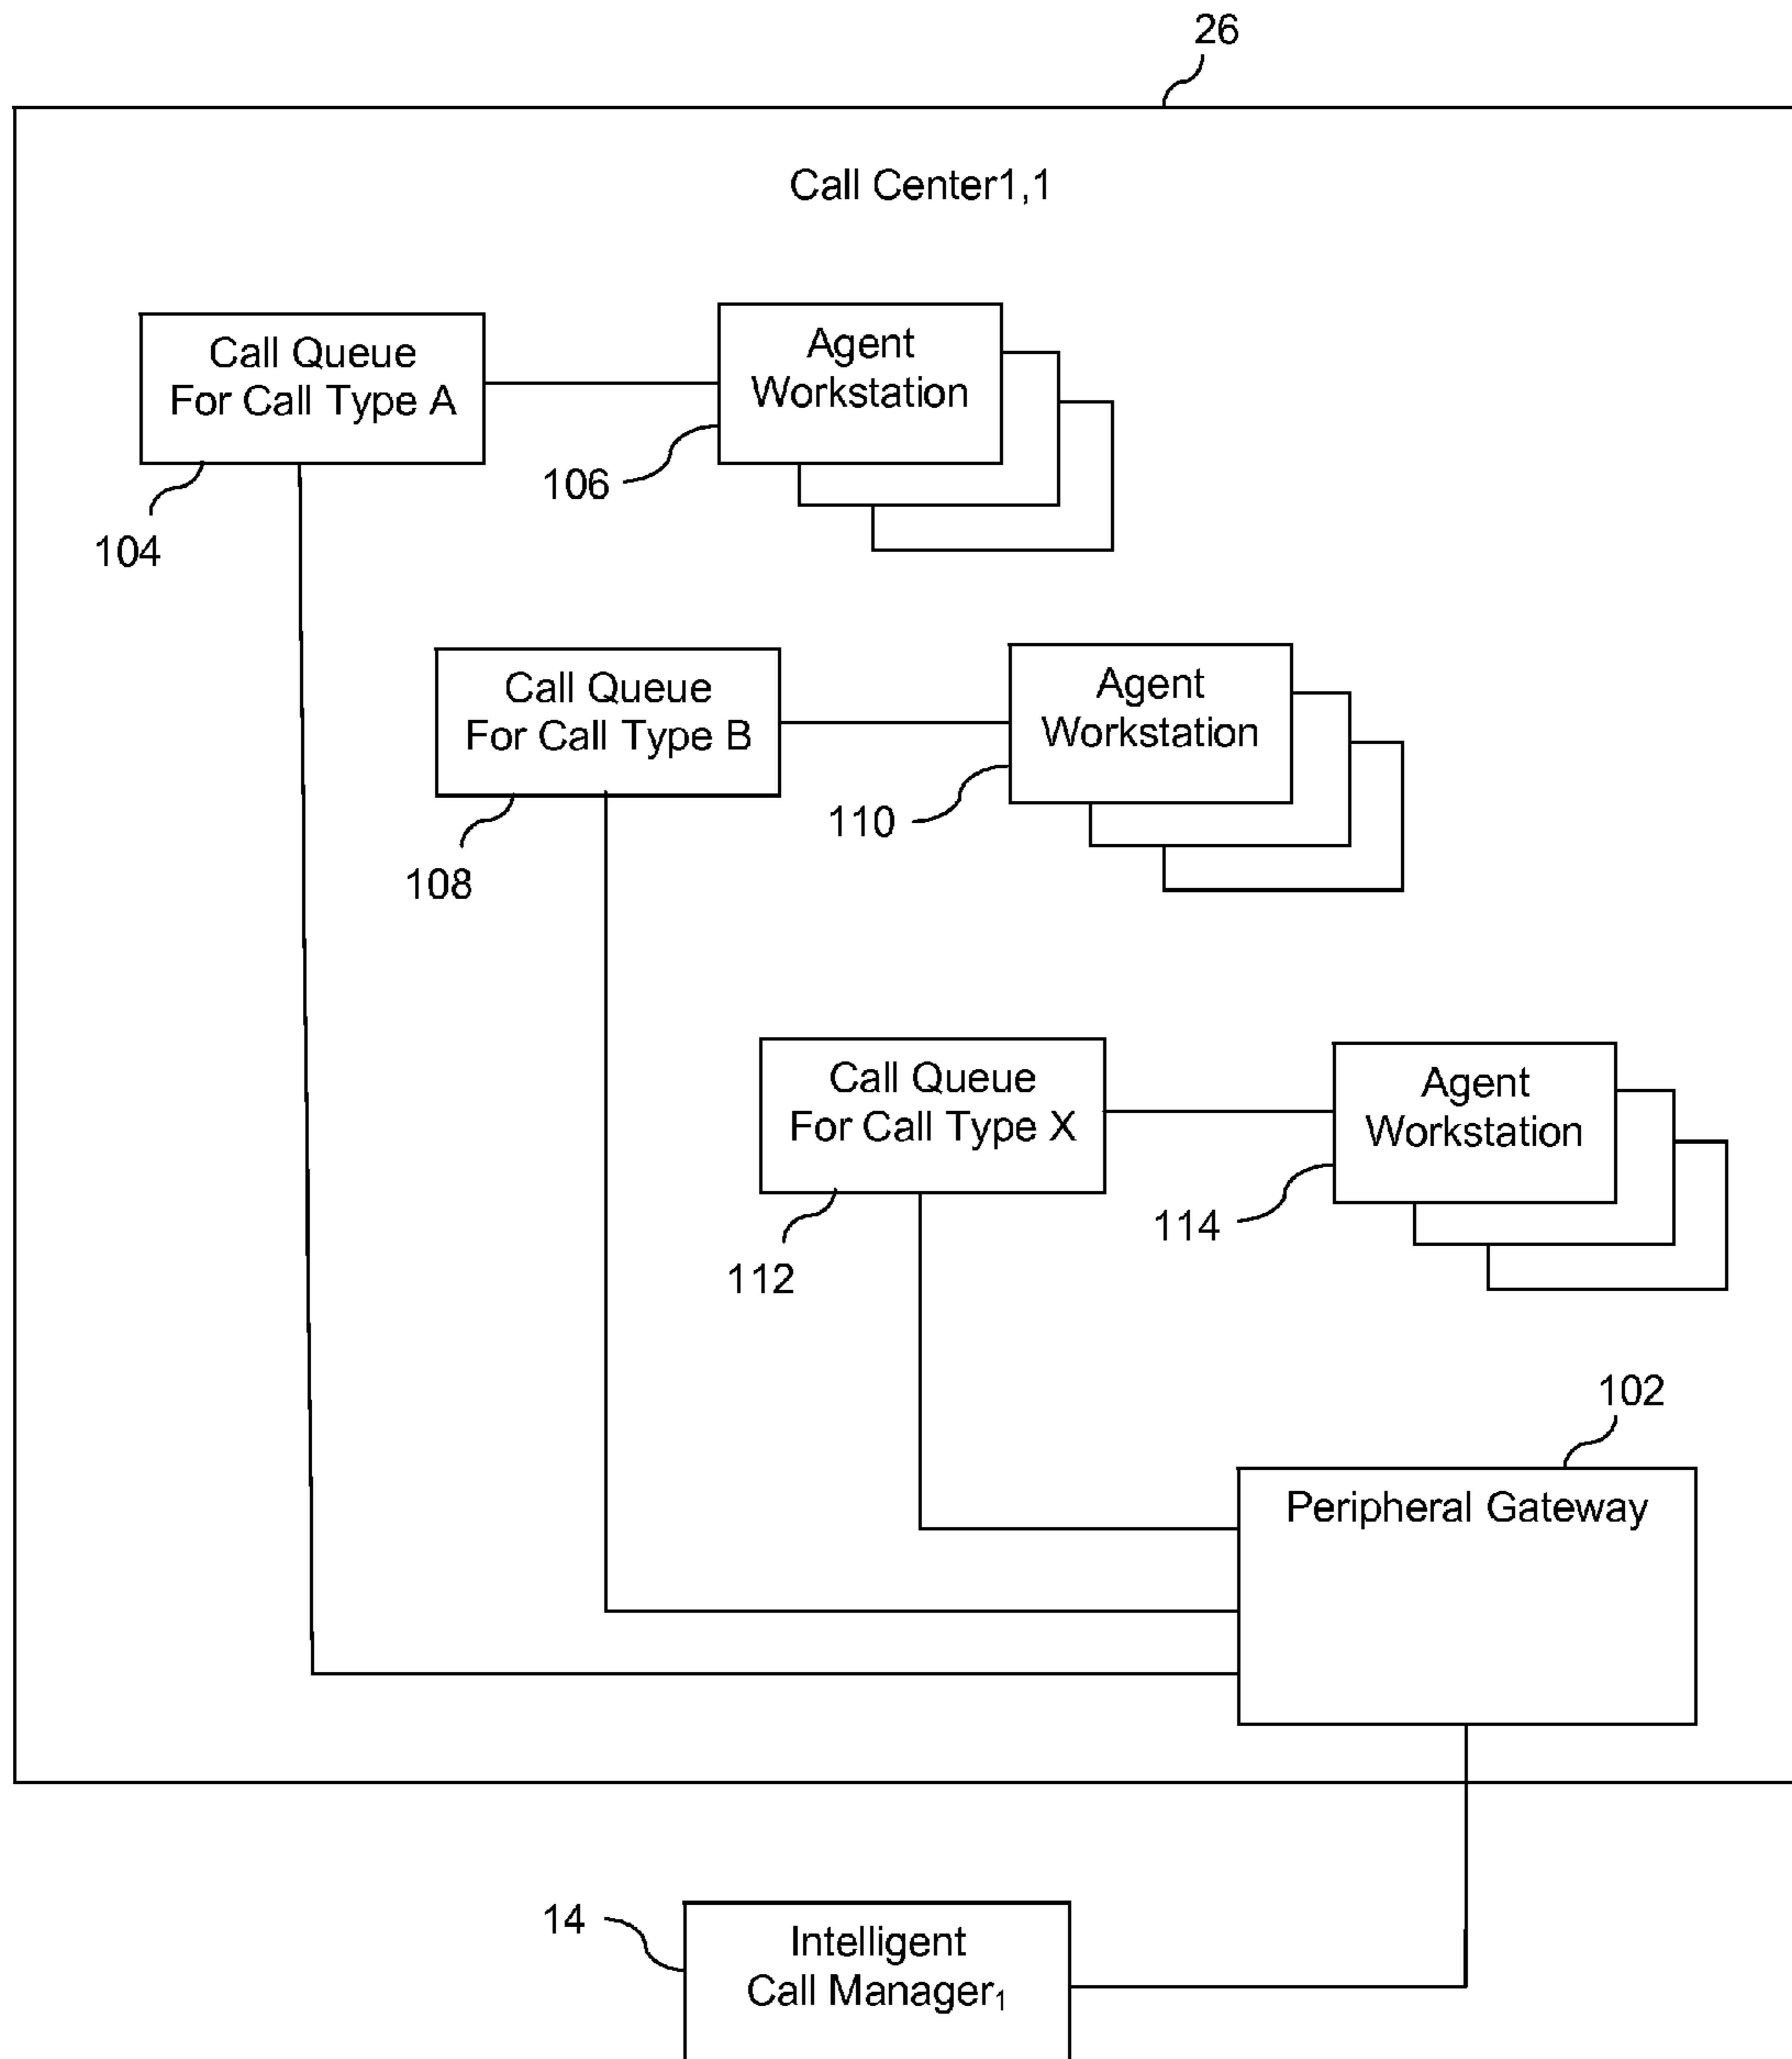 26
Call Center1,1
Call Queue
For Call Type A
Agent
Workstation
106
104
Call Queue
For Call Type B
Agent
Workstation
110
108
Call Queue
For Call Type X
Agent
Workstation
114
112
102
Peripheral Gateway
14
Intelligent
Call Manager₁